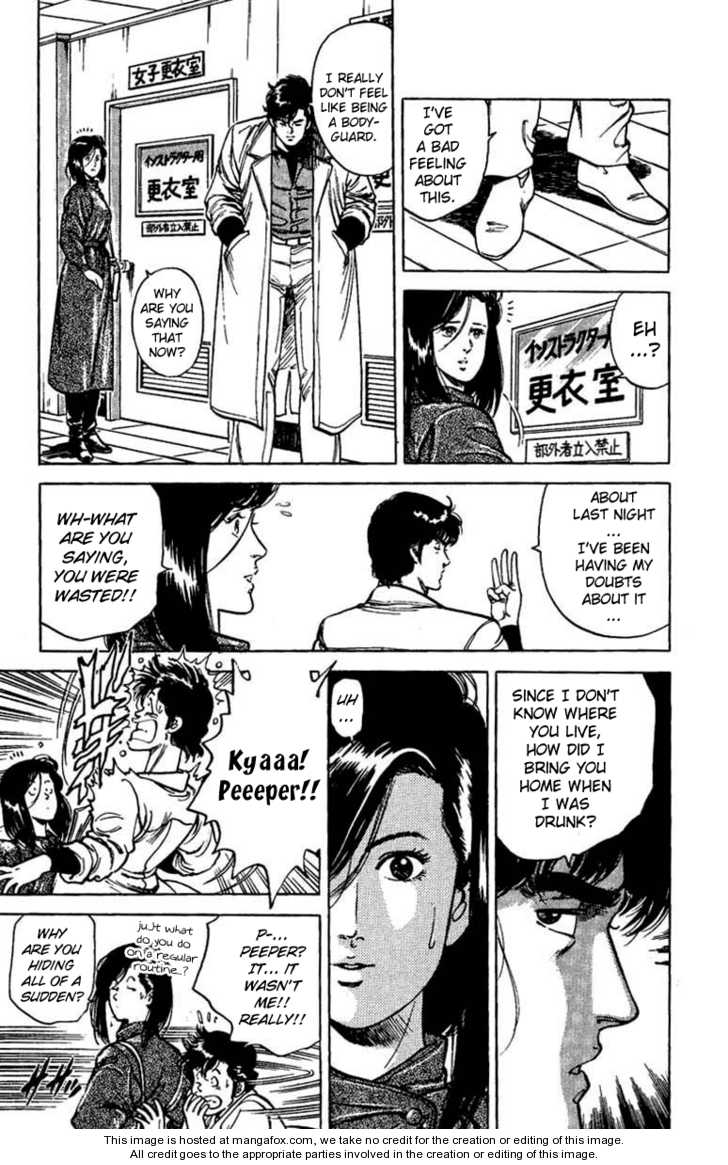 I REALLY
DON'T FEEL
LIKE BEING
A BODY-
GUARD.
女子更衣室
インストラクター用
更衣室
部外者立入禁止
WHY
ARE YOU
SAYING
THAT
NOW?
I'VE
GOT
A BAD
FEELING
ABOUT
THIS.
EH
...?
インストラクター用
更衣室
部外者立入禁止
ABOUT
LAST NIGHT
...
I'VE BEEN
HAVING MY
DOUBTS
ABOUT IT
...
WH-WHAT
ARE YOU
SAYING,
YOU WERE
WASTED!!
SINCE I DON'T
KNOW WHERE
YOU LIVE,
HOW DID I
BRING YOU
HOME WHEN
I WAS
DRUNK?
UH
...
Kyaaa!
Peeeper!!
P-...
PEEPER?
IT... IT
WASN'T
ME!!
REALLY!!
just what
do you do
on a regular
routine..?
WHY
ARE YOU
HIDING
ALL OF A
SUDDEN?
This image is hosted at mangafox.com, we take no credit for the creation or editing of this image.
All credit goes to the appropriate parties involved in the creation or editing of this image.